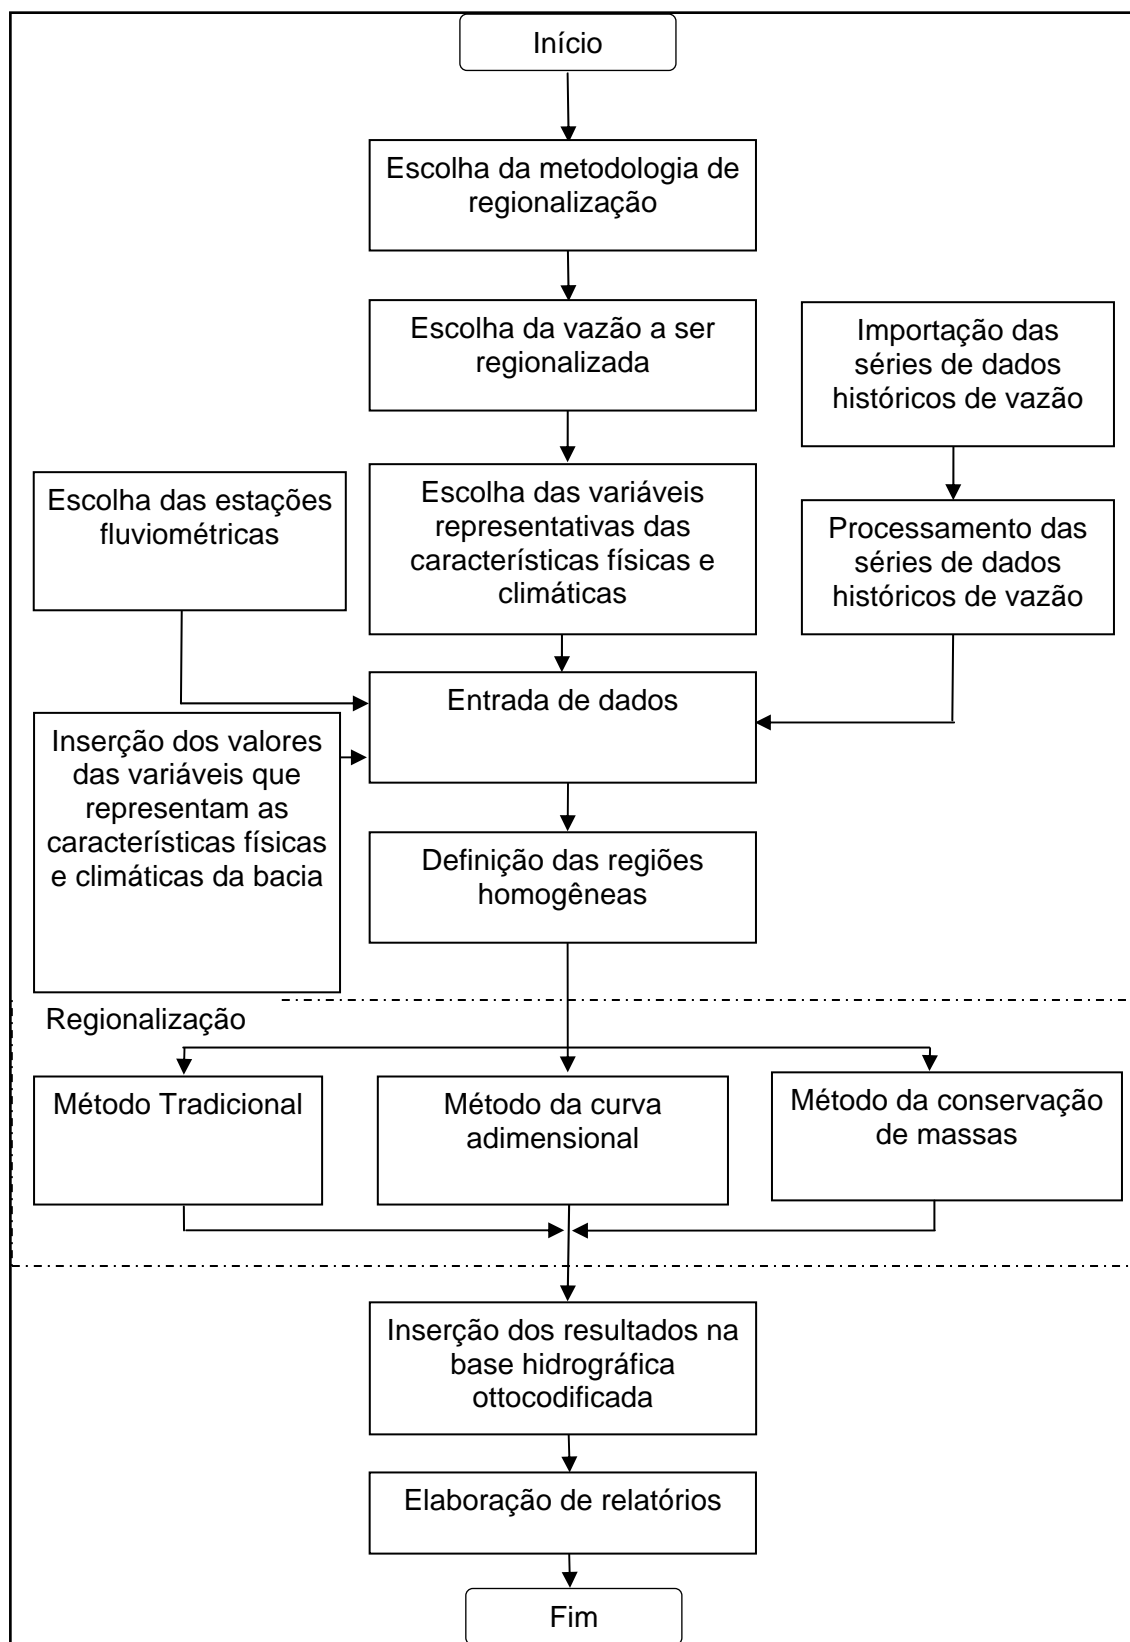 Início
Escolha da metodologia de
regionalização
Escolha da vazão a ser
regionalizada
Importação das
séries de dados
históricos de vazão
Escolha das estações
fluviométricas
Escolha das variáveis
representativas das
características físicas e
climáticas
Processamento das
séries de dados
históricos de vazão
Entrada de dados
Inserção dos valores
das variáveis que
representam as
características físicas
e climáticas da bacia
Definição das regiões
homogêneas
Regionalização
Método Tradicional
Método da curva
adimensional
Método da conservação
de massas
Inserção dos resultados na
base hidrográfica
ottocodificada
Elaboração de relatórios
Fim